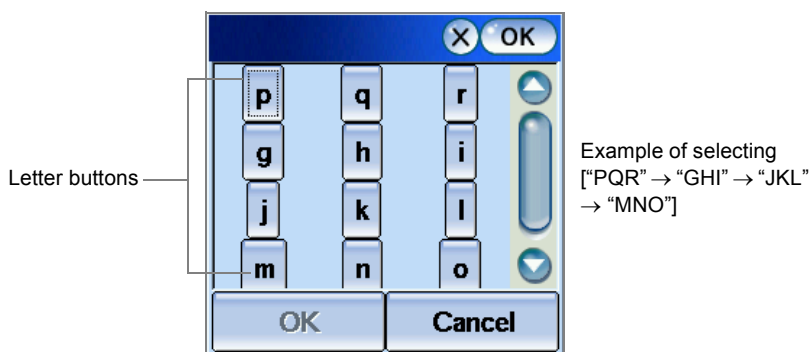 X OK
p q r
g h i
j k l
m n o
OK Cancel
Letter buttons
Example of selecting
[“PQR” → “GHI” → “JKL”
→ “MNO”]